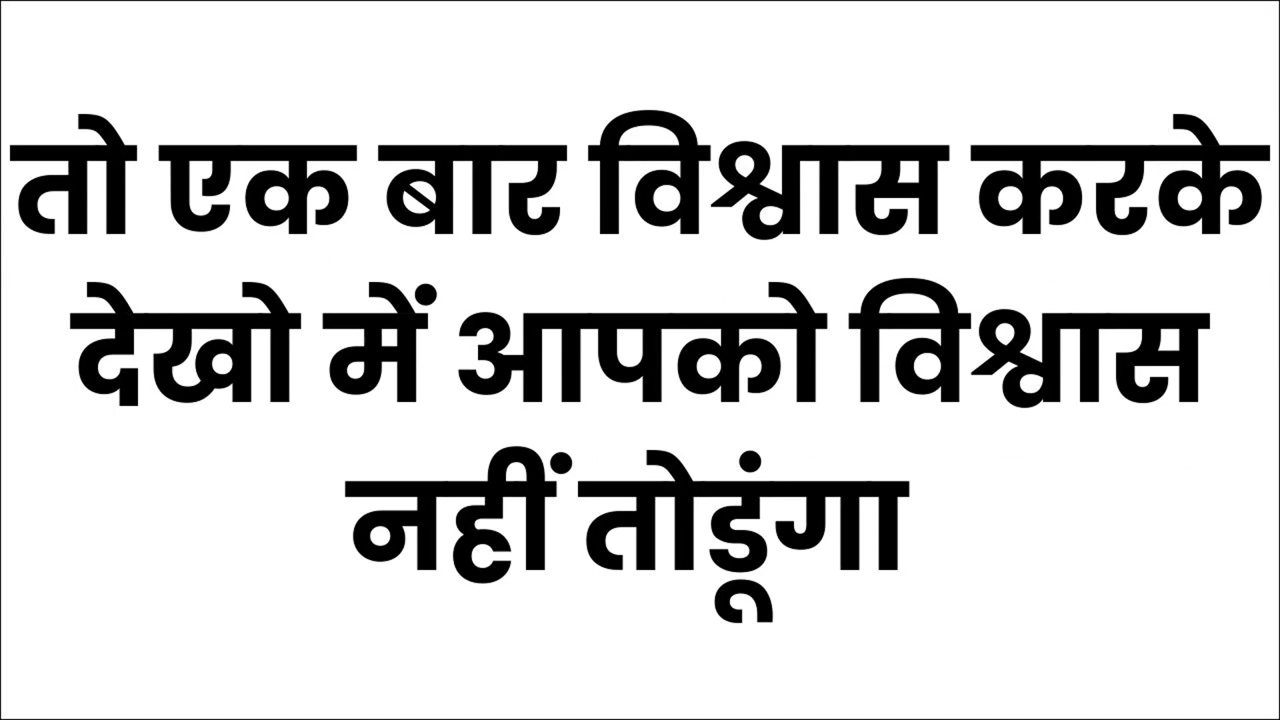 तो एक बार विश्वास करके
देखो में आपको विश्वास
नहीं तोडूंगा